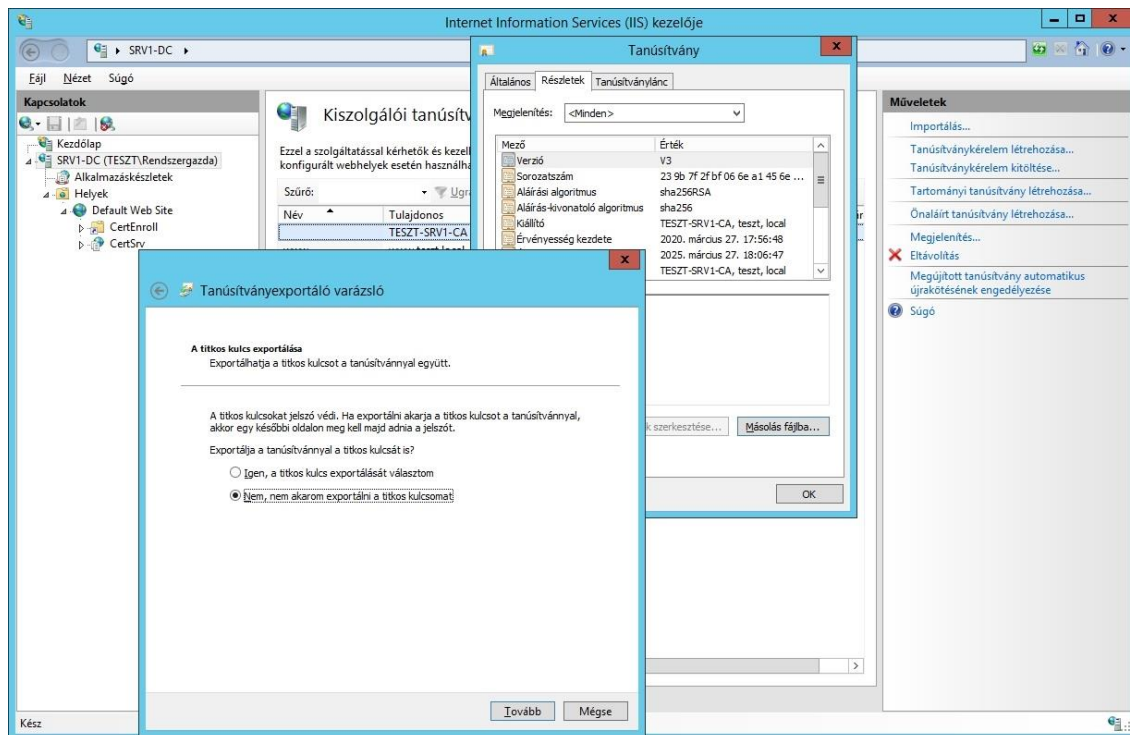 Internet Information Services (IIS) kezelője
SRV1-DC
Fájl Nézet Súgó
Kapcsolatok
Kezdőlap
SRV1-DC (TESZT\Rendszergazda)
Alkalmazáskészletek
Helyek
Default Web Site
CertEnroll
CertSrv
Kész
Kiszolgálói tanúsítv
Ezzel a szolgáltatással kérhetők és kezell
konfigurált webhelyek esetén használha
Szűrő:
Név Tulajdonos
TESZT-SRV1-CA
Tanúsítvány
Általános Részletek Tanúsítványlánc
Megjelenítés: <Minden>
Mező Érték
Verzió V3
Sorozatszám 23 9b 7f 2f bf 06 6e a1 45 6e ...
Aláírási algoritmus sha256RSA
Aláírás-kivonatoló algoritmus sha256
Kiállító TESZT-SRV1-CA, teszt, local
Érvényesség kezdete 2020. március 27. 17:56:48
2025. március 27. 18:06:47
TESZT-SRV1-CA, teszt, local
k szerkesztése... Másolás fájlba...
OK
Tanúsítványexportáló varázsló
A titkos kulcs exportálása
Exportálhatja a titkos kulcsot a tanúsítvánnyal együtt.
A titkos kulcsokat jelszó védi. Ha exportálni akarja a titkos kulcsot a tanúsítvánnyal,
akkor egy későbbi oldalon meg kell majd adnia a jelszót.
Exportálja a tanúsítvánnyal a titkos kulcsát is?
Igen, a titkos kulcs exportálását választom
Nem, nem akarom exportálni a titkos kulcsomat
Tovább Mégse
Műveletek
Importálás...
Tanúsítványkérelem létrehozása...
Tanúsítványkérelem kitöltése...
Tartományi tanúsítvány létrehozása...
Önaláírt tanúsítvány létrehozása...
Megjelenítés...
Eltávolítás
Megújított tanúsítvány automatikus
újrakötésének engedélyezése
Súgó